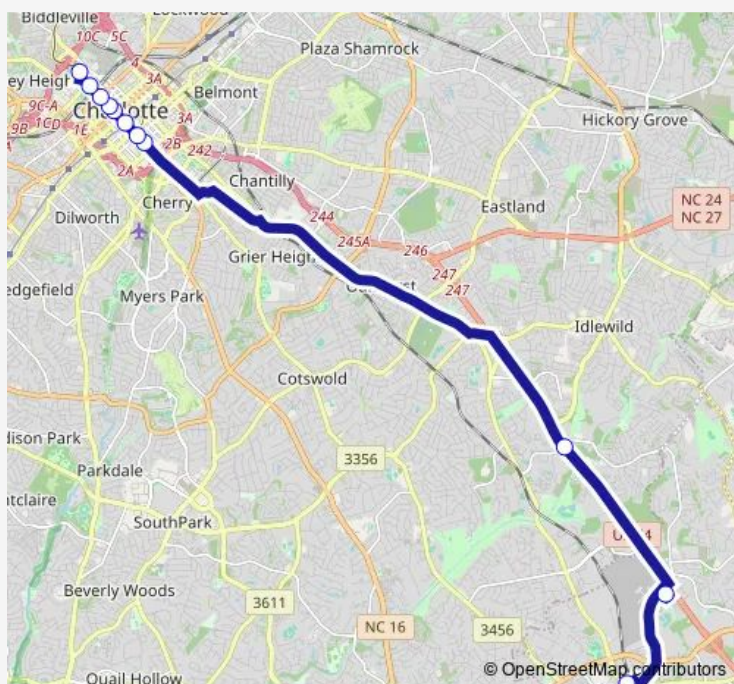 Biddleville
10C
5C
Plaza Shamrock
4
3A
ey Heigh
Belmont
Charlotte
9C-A
Hickory Grove
9B
1CD
1E
3A
2B
242
2A
Chantilly
NC 24
NC 27
Cherry
244
Eastland
Dilworth
245A
246
Grier Heigh
247
edgefield
247
Myers Park
Idlewild
Cotswold
dison Park
3356
Parkdale
ntclaire
SouthPark
Beverly Woods
3611
NC 16
3456
Quail Hollow
© OpenStreetMap contributors